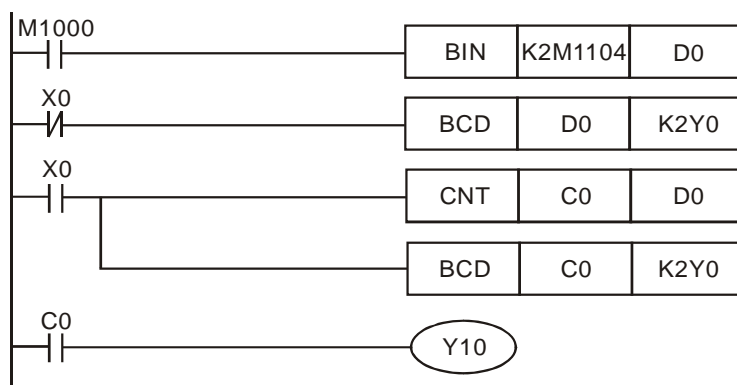 M1000
BIN K2M1104 D0
X0
BCD D0 K2Y0
X0
CNT C0 D0
BCD C0 K2Y0
C0
Y10